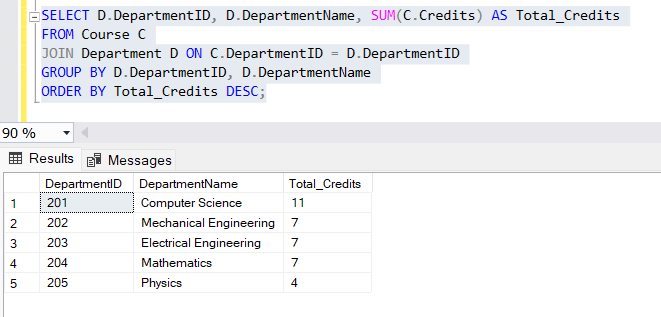 SELECT D.DepartmentID, D.DepartmentName, SUM(C.Credits) AS Total_Credits
FROM Course C
JOIN Department D ON C.DepartmentID = D.DepartmentID
GROUP BY D.DepartmentID, D.DepartmentName
ORDER BY Total_Credits DESC;
90 %
Results Messages
DepartmentID DepartmentName Total_Credits
1 201 Computer Science 11
2 202 Mechanical Engineering 7
3 203 Electrical Engineering 7
4 204 Mathematics 7
5 205 Physics 4